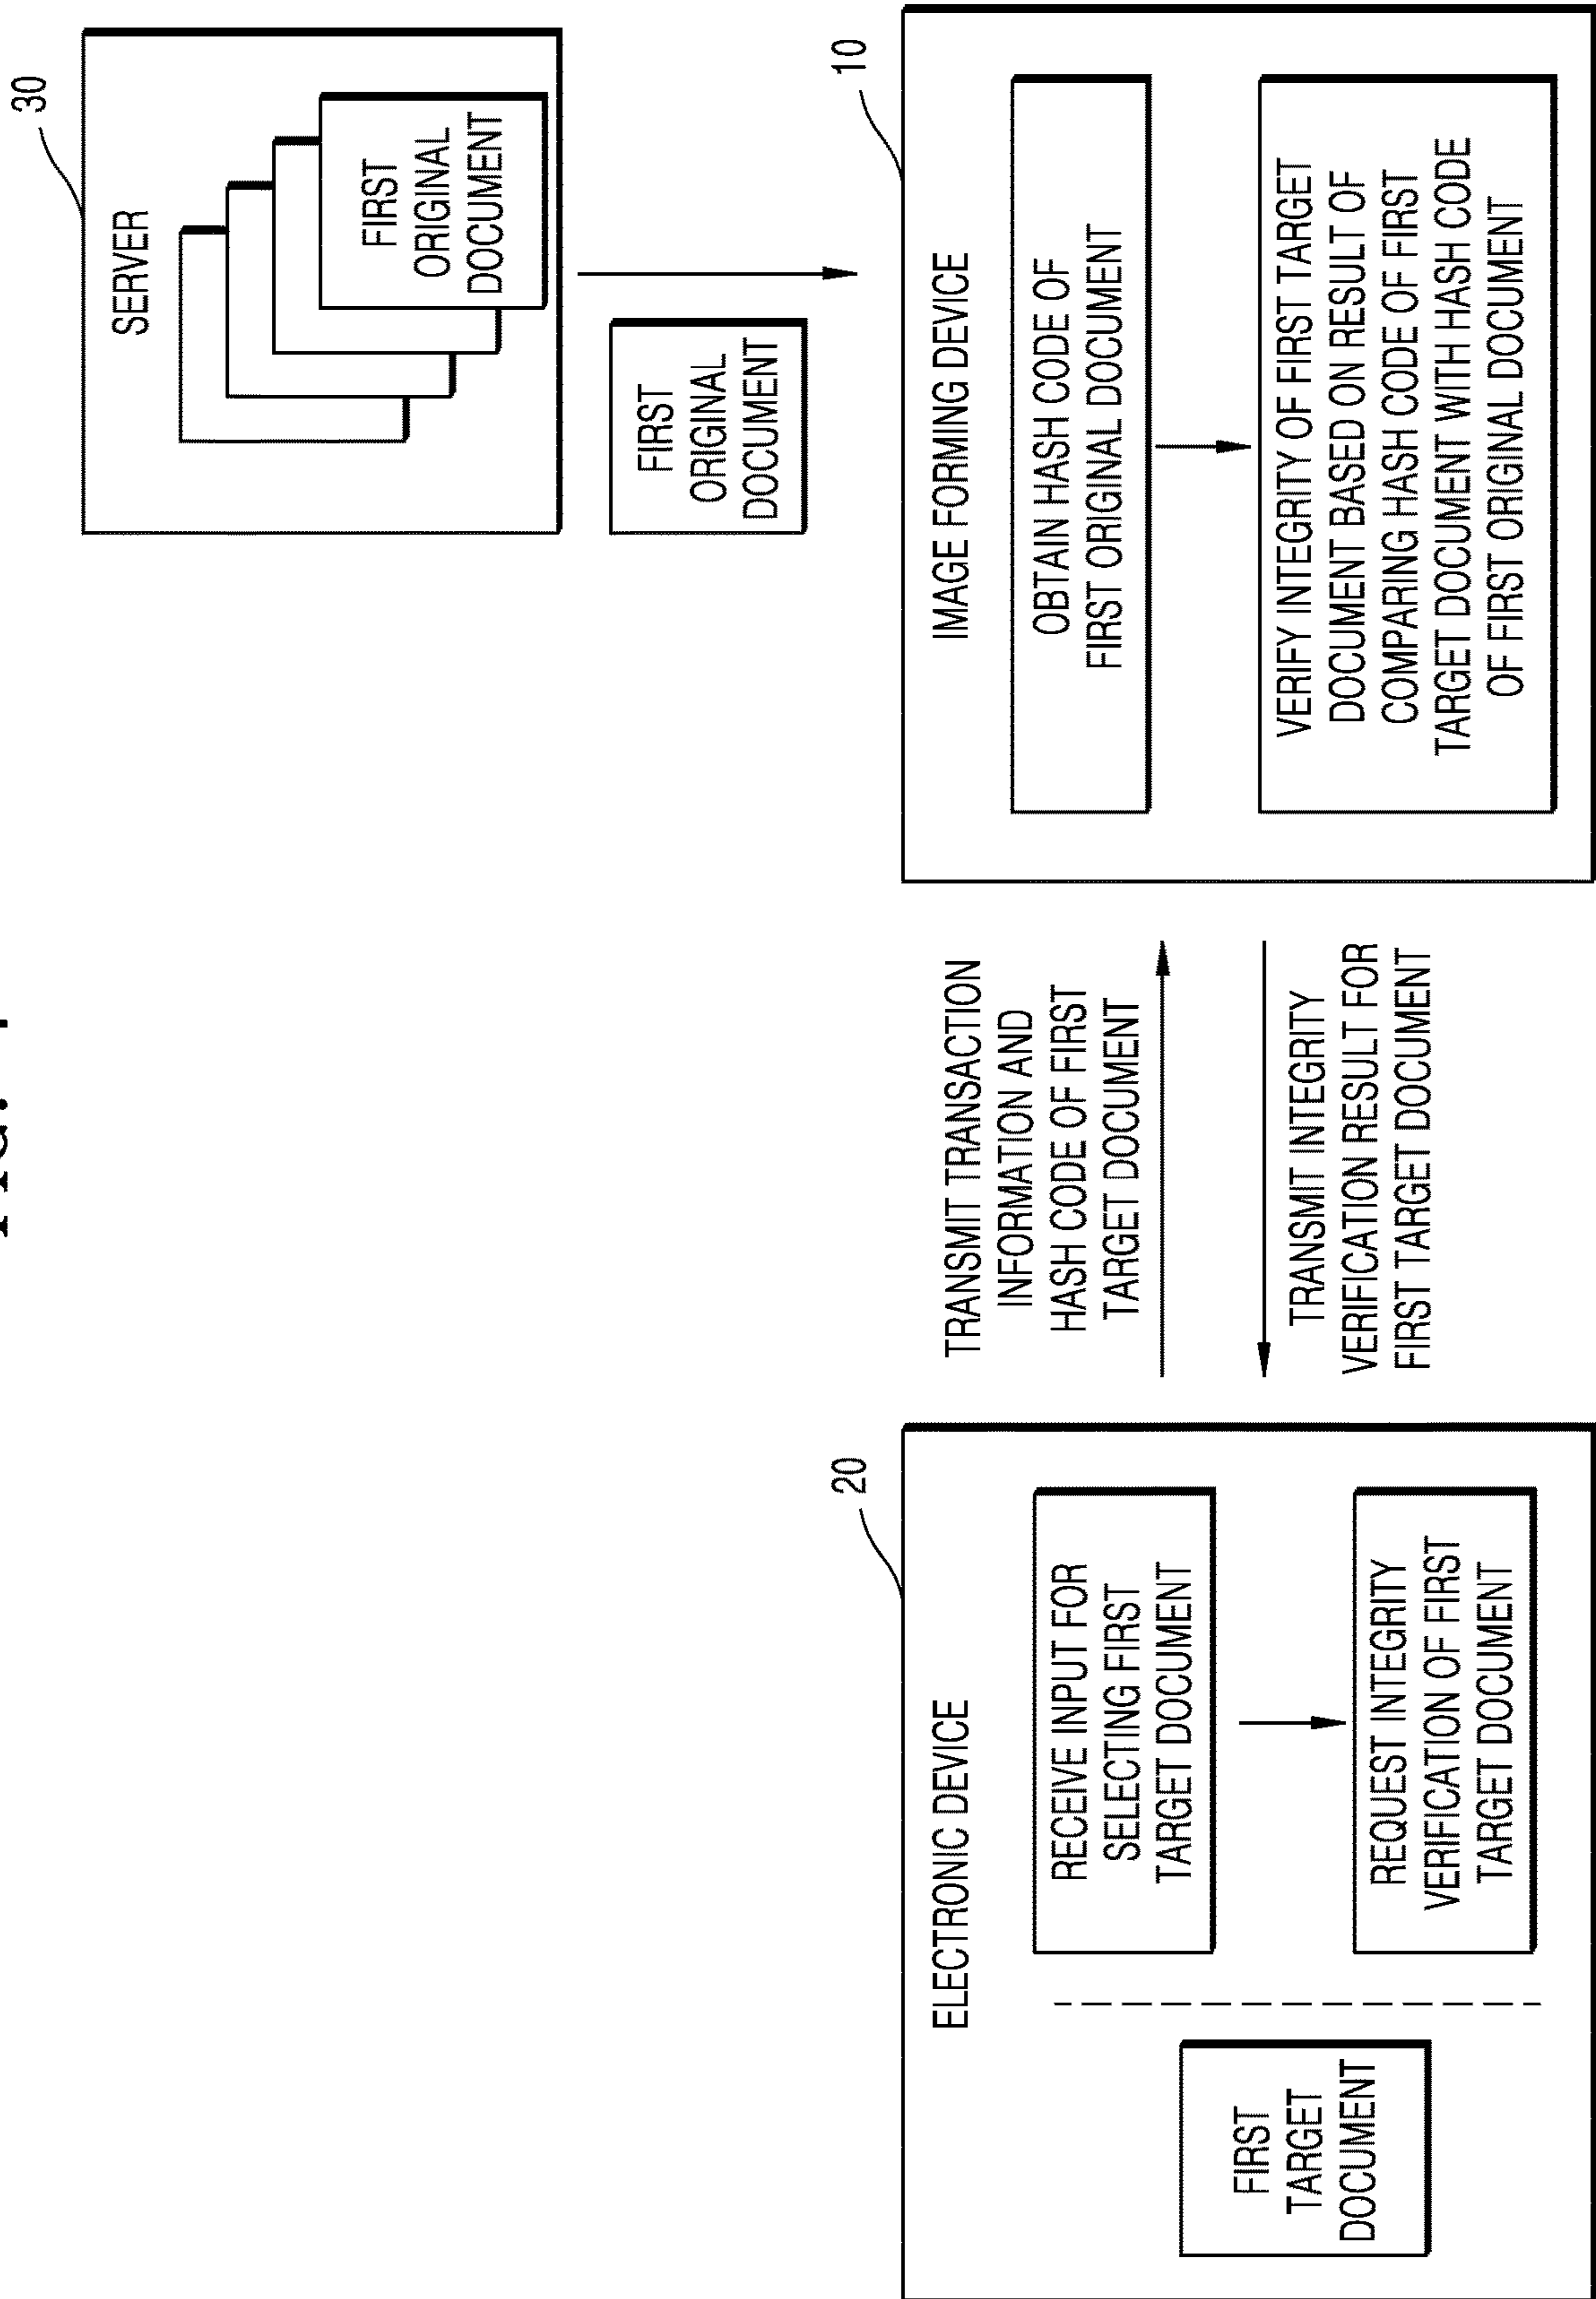 FIG.
30
SERVER
FIRST
ORIGINAL
DOCUMENT
FIRST
ORIGINAL
DOCUMENT
20
ELECTRONIC DEVICE
FIRST
TARGET
DOCUMENT
RECEIVE INPUT FOR
SELECTING FIRST
TARGET DOCUMENT
REQUEST INTEGRITY
VERIFICATION OF FIRST
TARGET DOCUMENT
TRANSMIT TRANSACTION
INFORMATION AND
HASH CODE OF FIRST
TARGET DOCUMENT
TRANSMIT INTEGRITY
VERIFICATION RESULT FOR
FIRST TARGET DOCUMENT
10
IMAGE FORMING DEVICE
OBTAIN HASH CODE OF
FIRST ORIGINAL DOCUMENT
VERIFY INTEGRITY OF FIRST TARGET
DOCUMENT BASED ON RESULT OF
COMPARING HASH CODE OF FIRST
TARGET DOCUMENT WITH HASH CODE
OF FIRST ORIGINAL DOCUMENT